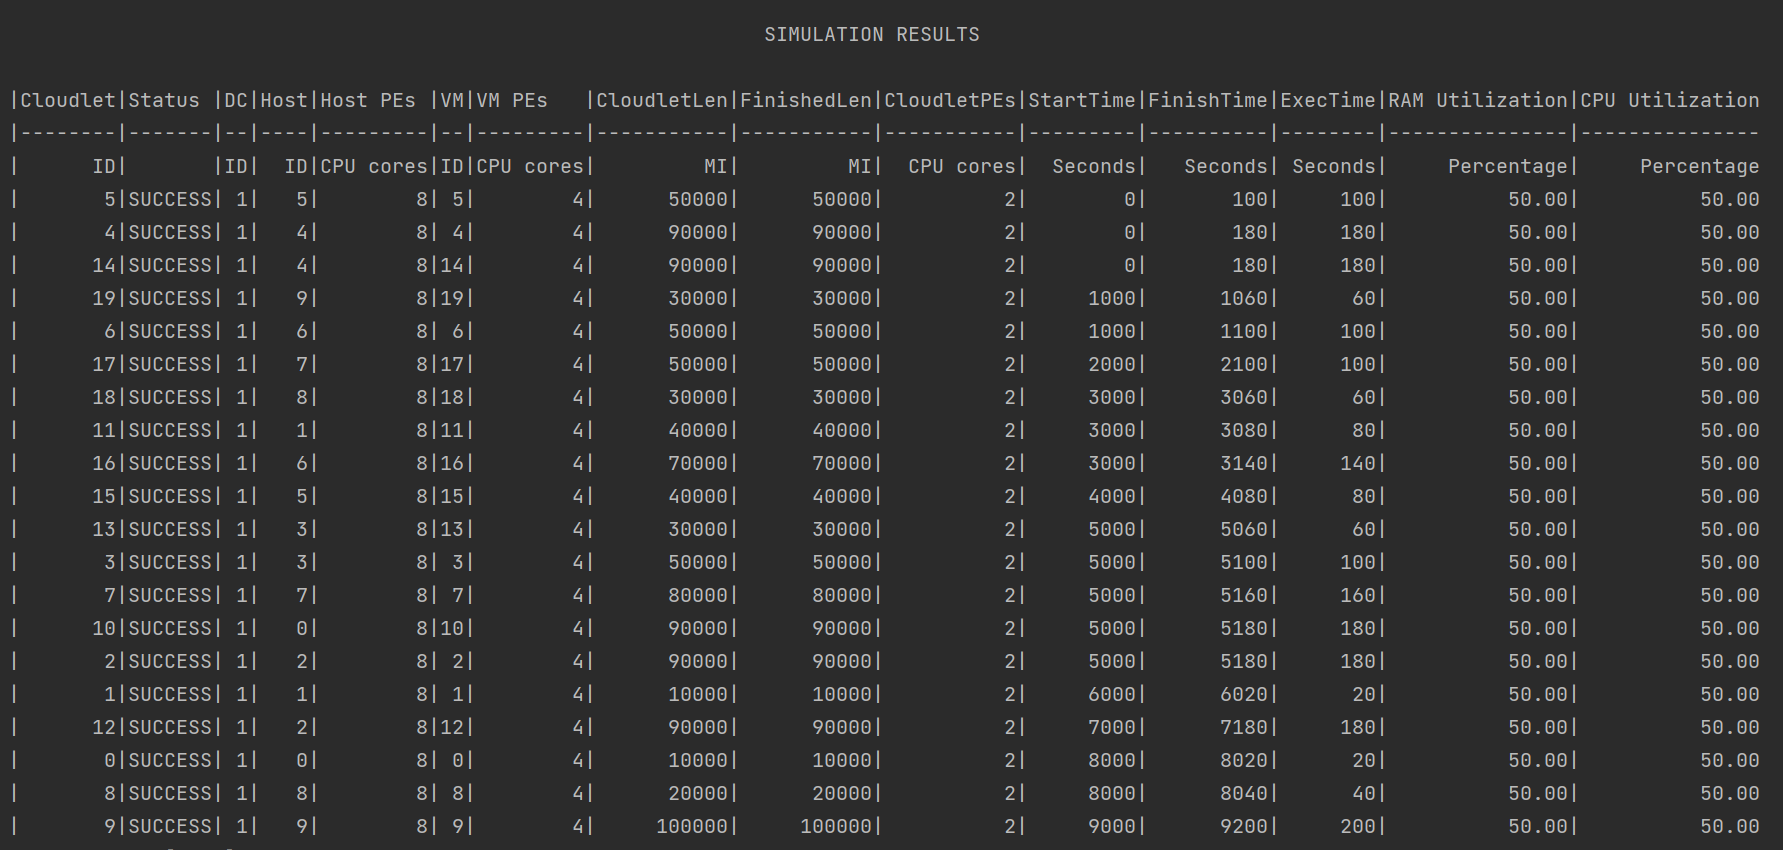 SIMULATION RESULTS
|Cloudlet|Status |DC|Host|Host PEs |VM|VM PEs   |CloudletLen|FinishedLen|CloudletPEs|StartTime|FinishTime|ExecTime|RAM Utilization|CPU Utilization
|--------|-------|--|----|---------|--|---------|-----------|-----------|-----------|---------|----------|--------|---------------|---------------
|      ID|       |ID|  ID|CPU cores|ID|CPU cores|         MI|         MI|  CPU cores|  Seconds|   Seconds| Seconds|     Percentage|     Percentage
|       5|SUCCESS| 1|   5|        8| 5|        4|      50000|      50000|          2|        0|       100|     100|          50.00|          50.00
|       4|SUCCESS| 1|   4|        8| 4|        4|      90000|      90000|          2|        0|       180|     180|          50.00|          50.00
|      14|SUCCESS| 1|   4|        8|14|        4|      90000|      90000|          2|        0|       180|     180|          50.00|          50.00
|      19|SUCCESS| 1|   9|        8|19|        4|      30000|      30000|          2|     1000|      1060|      60|          50.00|          50.00
|       6|SUCCESS| 1|   6|        8| 6|        4|      50000|      50000|          2|     1000|      1100|     100|          50.00|          50.00
|      17|SUCCESS| 1|   7|        8|17|        4|      50000|      50000|          2|     2000|      2100|     100|          50.00|          50.00
|      18|SUCCESS| 1|   8|        8|18|        4|      30000|      30000|          2|     3000|      3060|      60|          50.00|          50.00
|      11|SUCCESS| 1|   1|        8|11|        4|      40000|      40000|          2|     3000|      3080|      80|          50.00|          50.00
|      16|SUCCESS| 1|   6|        8|16|        4|      70000|      70000|          2|     3000|      3140|     140|          50.00|          50.00
|      15|SUCCESS| 1|   5|        8|15|        4|      40000|      40000|          2|     4000|      4080|      80|          50.00|          50.00
|      13|SUCCESS| 1|   3|        8|13|        4|      30000|      30000|          2|     5000|      5060|      60|          50.00|          50.00
|       3|SUCCESS| 1|   3|        8| 3|        4|      50000|      50000|          2|     5000|      5100|     100|          50.00|          50.00
|       7|SUCCESS| 1|   7|        8| 7|        4|      80000|      80000|          2|     5000|      5160|     160|          50.00|          50.00
|      10|SUCCESS| 1|   0|        8|10|        4|      90000|      90000|          2|     5000|      5180|     180|          50.00|          50.00
|       2|SUCCESS| 1|   2|        8| 2|        4|      90000|      90000|          2|     5000|      5180|     180|          50.00|          50.00
|       1|SUCCESS| 1|   1|        8| 1|        4|      10000|      10000|          2|     6000|      6020|      20|          50.00|          50.00
|      12|SUCCESS| 1|   2|        8|12|        4|      90000|      90000|          2|     7000|      7180|     180|          50.00|          50.00
|       0|SUCCESS| 1|   0|        8| 0|        4|      10000|      10000|          2|     8000|      8020|      20|          50.00|          50.00
|       8|SUCCESS| 1|   8|        8| 8|        4|      20000|      20000|          2|     8000|      8040|      40|          50.00|          50.00
|       9|SUCCESS| 1|   9|        8| 9|        4|     100000|     100000|          2|     9000|      9200|     200|          50.00|          50.00